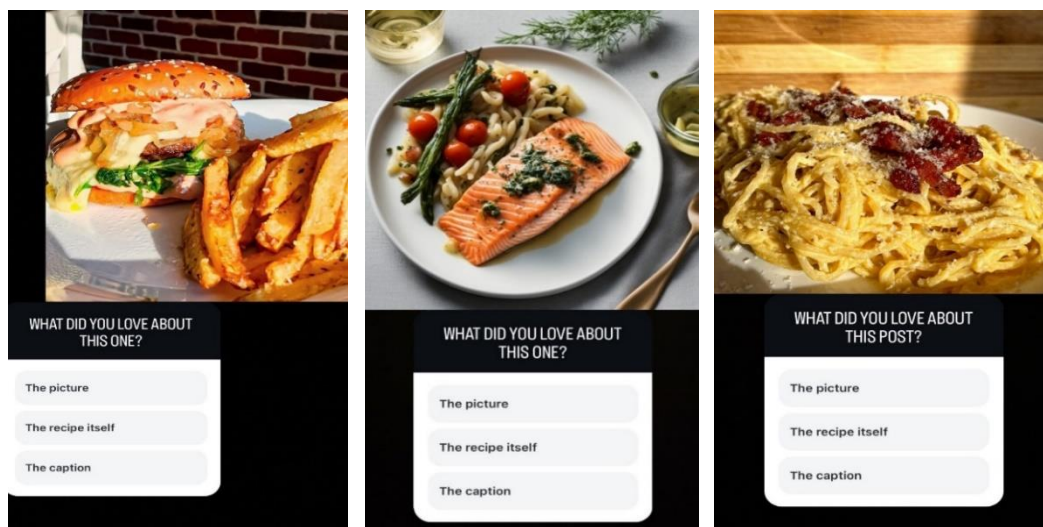 WHAT DID YOU LOVE ABOUT
THIS ONE?
The picture
The recipe itself
The caption
WHAT DID YOU LOVE ABOUT
THIS ONE?
The picture
The recipe itself
The caption
WHAT DID YOU LOVE ABOUT
THIS POST?
The picture
The recipe itself
The caption